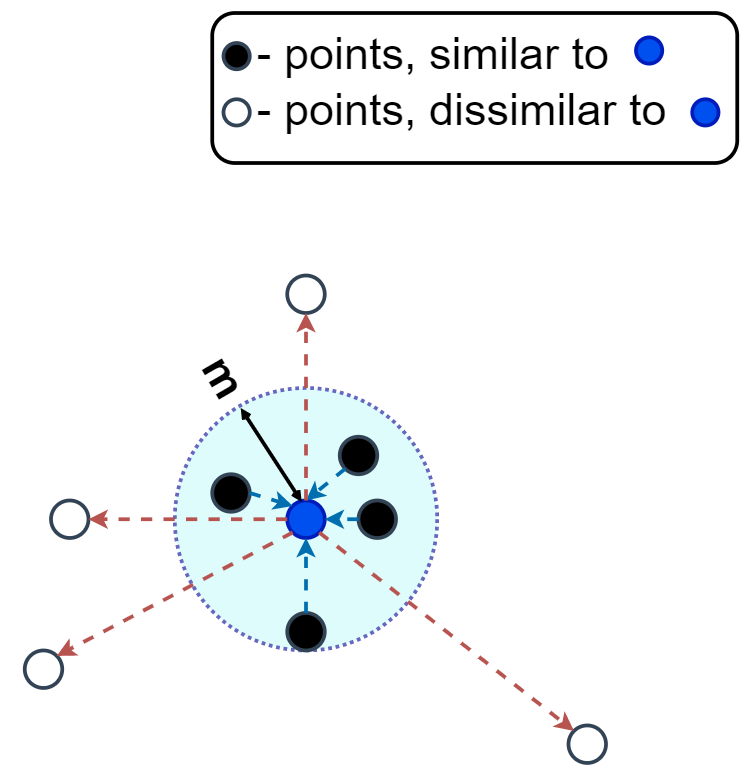 - points, similar to
- points, dissimilar to
m